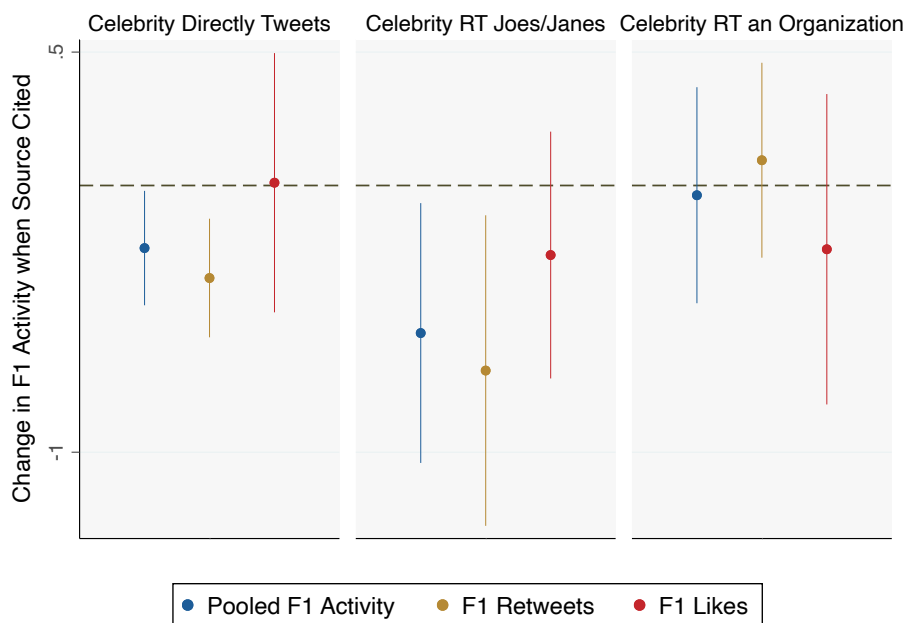 Celebrity Directly Tweets
Celebrity RT Joes/Janes
Celebrity RT an Organization
.5
-1
Change in F1 Activity when Source Cited
Pooled F1 Activity
F1 Retweets
F1 Likes